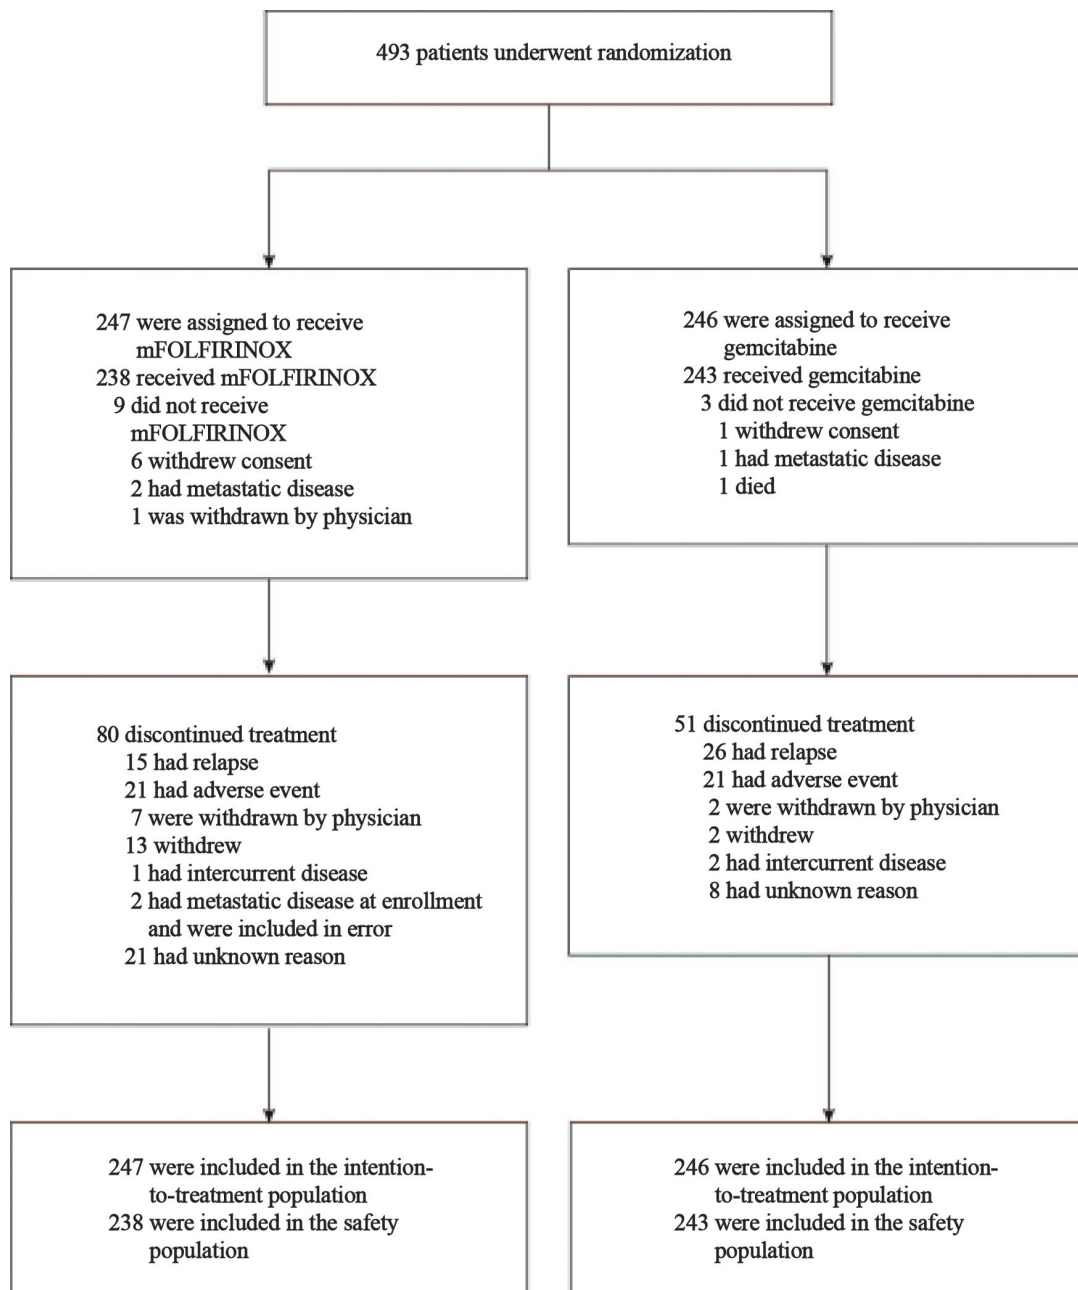 493 patients underwent randomization
247 were assigned to receive
mFOLFIRINOX
238 received mFOLFIRINOX
9 did not receive
mFOLFIRINOX
6 withdrew consent
2 had metastatic disease
1 was withdrawn by physician
246 were assigned to receive
gemcitabine
243 received gemcitabine
3 did not receive gemcitabine
1 withdrew consent
1 had metastatic disease
1 died
80 discontinued treatment
15 had relapse
21 had adverse event
7 were withdrawn by physician
13 withdrew
1 had intercurrent disease
2 had metastatic disease at enrollment
and were included in error
21 had unknown reason
51 discontinued treatment
26 had relapse
21 had adverse event
2 were withdrawn by physician
2 withdrew
2 had intercurrent disease
8 had unknown reason
247 were included in the intention-
to-treatment population
238 were included in the safety
population
246 were included in the intention-
to-treatment population
243 were included in the safety
population